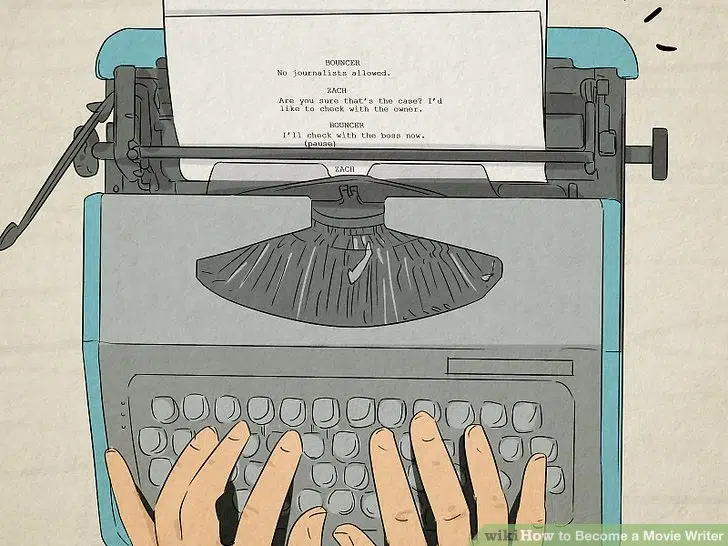 BOUNCER
No journalists allowed.
ZACH
Are you sure that's the case? I'd
like to check with the owner.
BOUNCER
I'll check with the boss now.
(pause)
ZACH
wikiHow to Become a Movie Writer